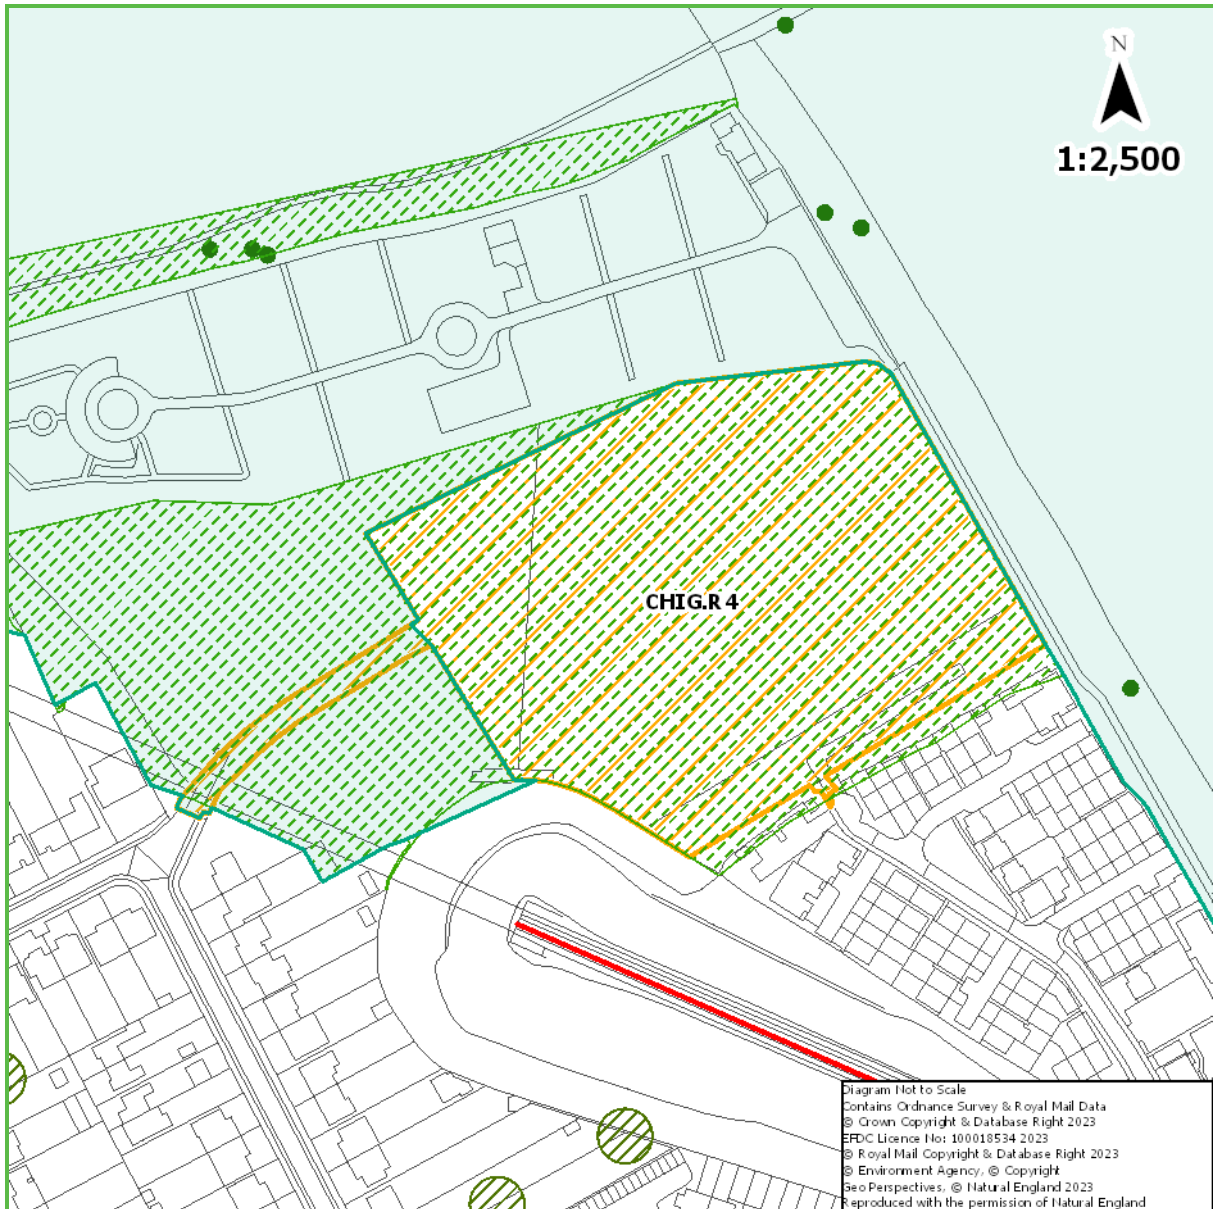 N
1:2,500
CHIG.R 4
Diagram Not to Scale
Contains Ordnance Survey & Royal Mail Data
© Crown Copyright & Database Right 2023
EFDC Licence No: 100018534 2023
© Royal Mail Copyright & Database Right 2023
© Environment Agency, © Copyright
Geo Perspectives, © Natural England 2023
Reproduced with the permission of Natural England